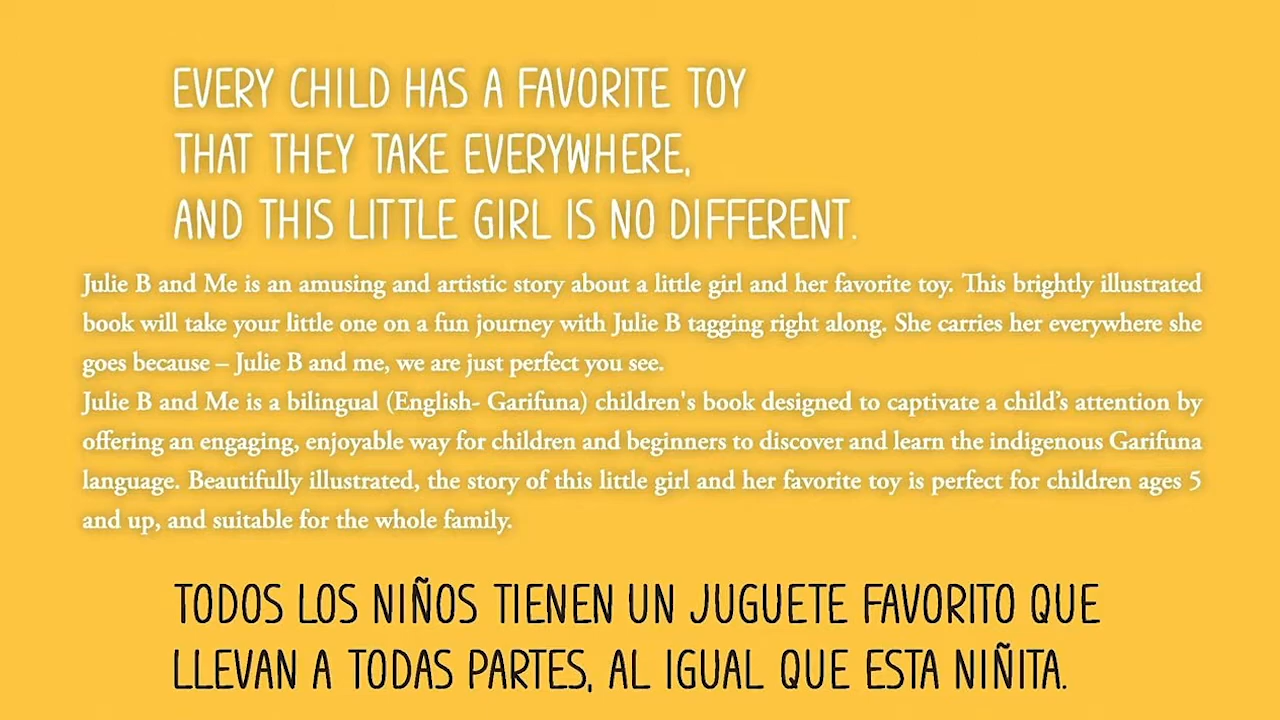 EVERY CHILD HAS A FAVORITE TOY
THAT THEY TAKE EVERYWHERE,
AND THIS LITTLE GIRL IS NO DIFFERENT.
Julie B and Me is an amusing and artistic story about a little girl and her favorite toy. This brightly illustrated
book will take your little one on a fun journey with Julie B tagging right along. She carries her everywhere she
goes because – Julie B and me, we are just perfect you see.
Julie B and Me is a bilingual (English- Garifuna) children's book designed to captivate a child’s attention by
offering an engaging, enjoyable way for children and beginners to discover and learn the indigenous Garifuna
language. Beautifully illustrated, the story of this little girl and her favorite toy is perfect for children ages 5
and up, and suitable for the whole family.
TODOS LOS NIÑOS TIENEN UN JUGUETE FAVORITO QUE
LLEVAN A TODAS PARTES, AL IGUAL QUE ESTA NIÑITA.